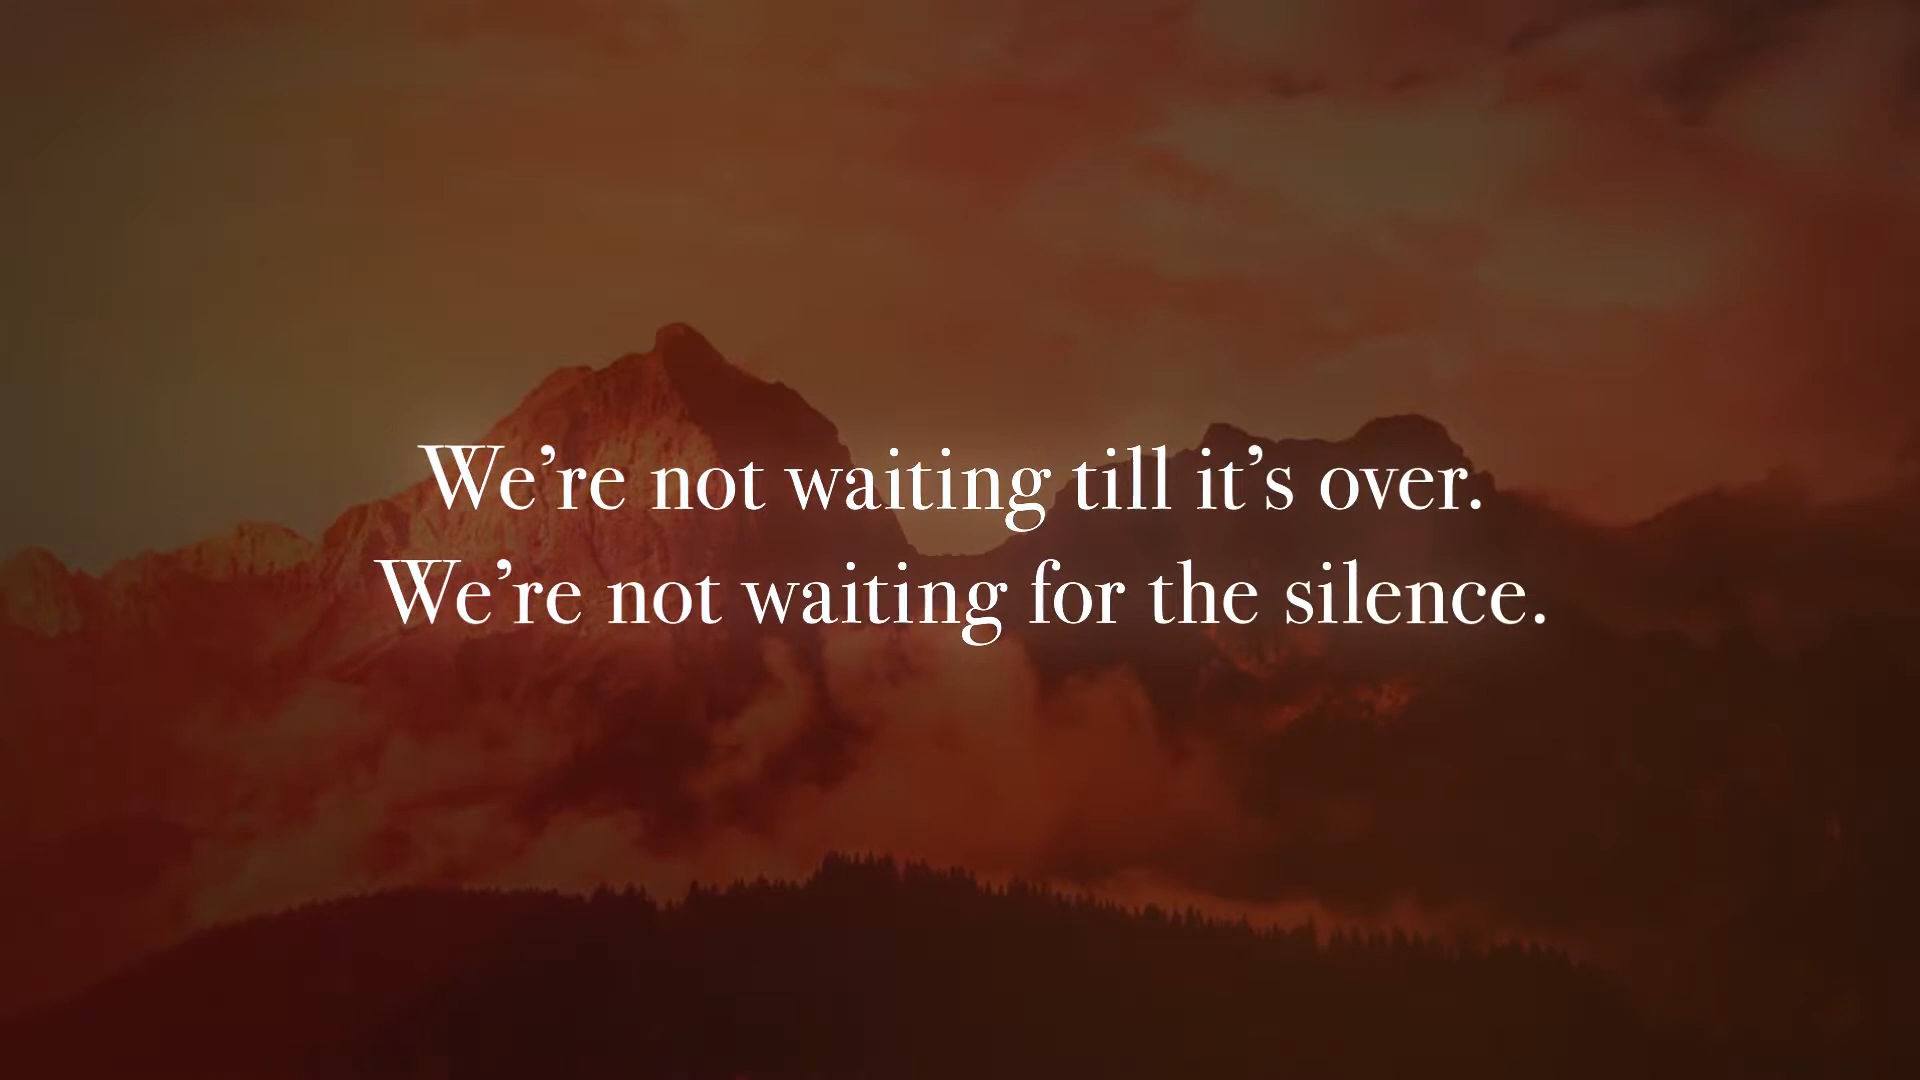 We’re not waiting till it’s over.
We’re not waiting for the silence.